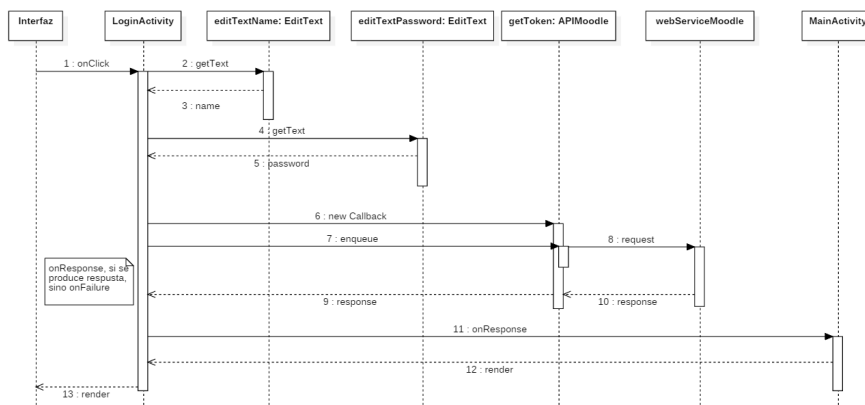 Interfaz
LoginActivity
editTextName: EditText
editTextPassword: EditText
getToken: APIMoodle
webServiceMoodle
MainActivity
1 : onClick
2 : getText
3 : name
4 : getText
5 : password
6 : new Callback
7 : enqueue
8 : request
onResponse, si se
produce respusta,
sino onFailure
9 : response
10 : response
11 : onResponse
12 : render
13 : render